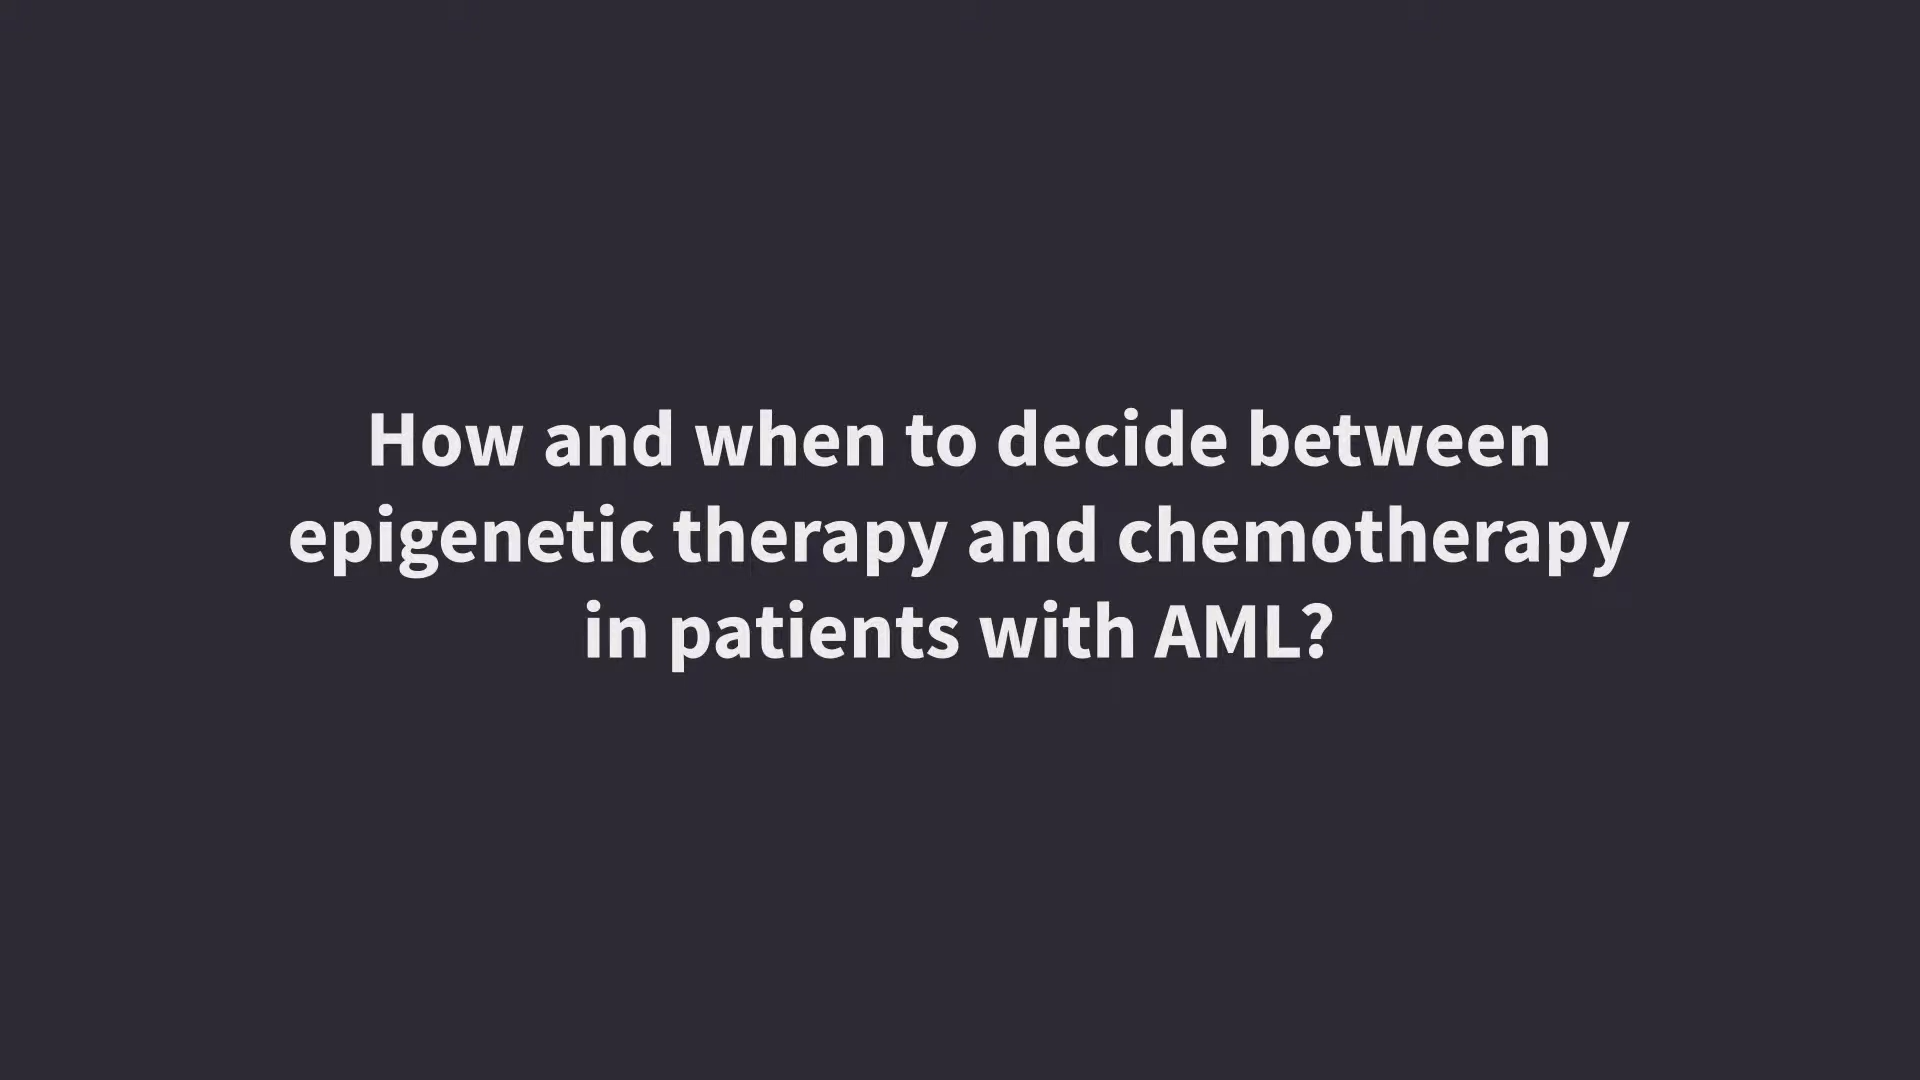 How and when to decide between
epigenetic therapy and chemotherapy
in patients with AML?